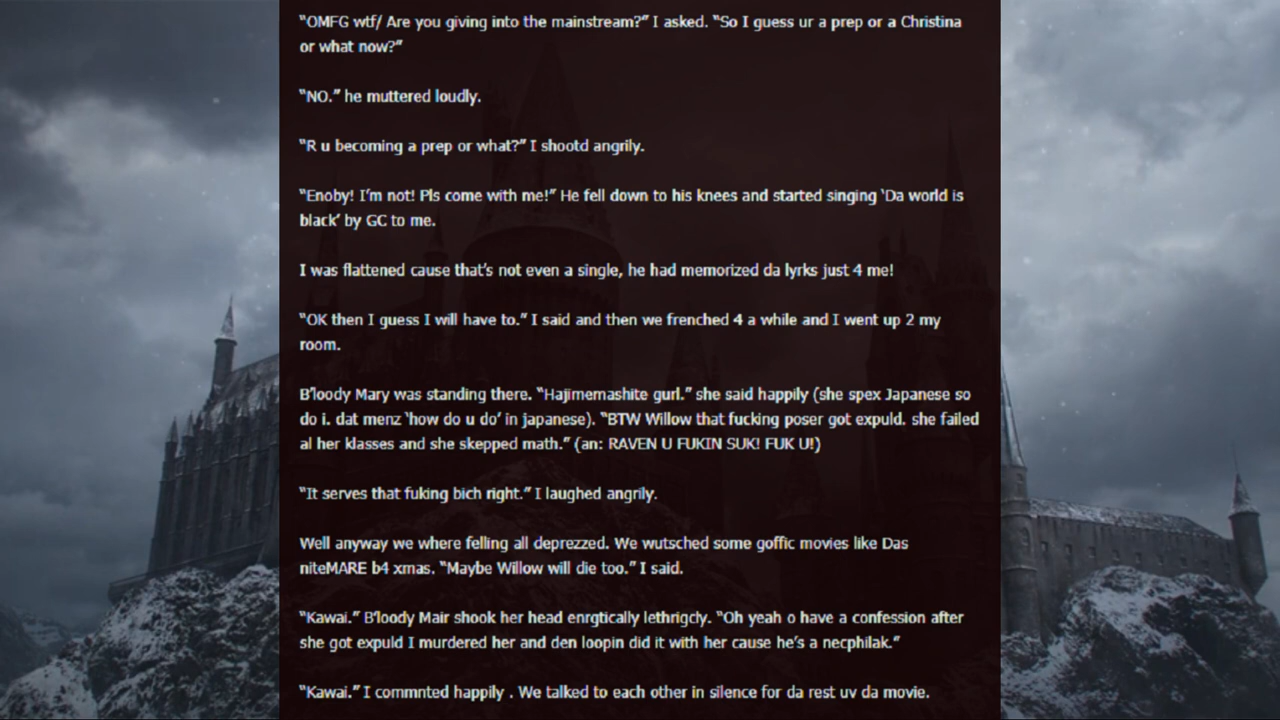 "OMFG wtf/ Are you giving into the mainstream?" I asked. "So I guess ur a prep or a Christina
or what now?"
"NO." he muttered loudly.
"R u becoming a prep or what?" I shootd angrily.
"Enoby! I'm not! Pls come with me!" He fell down to his knees and started singing 'Da world is
black' by GC to me.
I was flattened cause that's not even a single, he had memorized da lyrks just 4 me!
"OK then I guess I will have to." I said and then we frenched 4 a while and I went up 2 my
room.
B'loody Mary was standing there. "Hajimemashite gurl." she said happily (she spex Japanese so
do i. dat menz 'how do u do' in japanese). "BTW Willow that fucking poser got expuld. she failed
al her klasses and she skepped math." (an: RAVEN U FUKIN SUK! FUK U!)
"It serves that fuking bich right." I laughed angrily.
Well anyway we where felling all deprezzed. We wutsched some goffic movies like Das
niteMARE b4 xmas. "Maybe Willow will die too." I said.
"Kawai." B'loody Mair shook her head enrgtically lethrigcly. "Oh yeah o have a confession after
she got expuld I murdered her and den loopin did it with her cause he's a necphilak."
"Kawai." I commnted happily . We talked to each other in silence for da rest uv da movie.